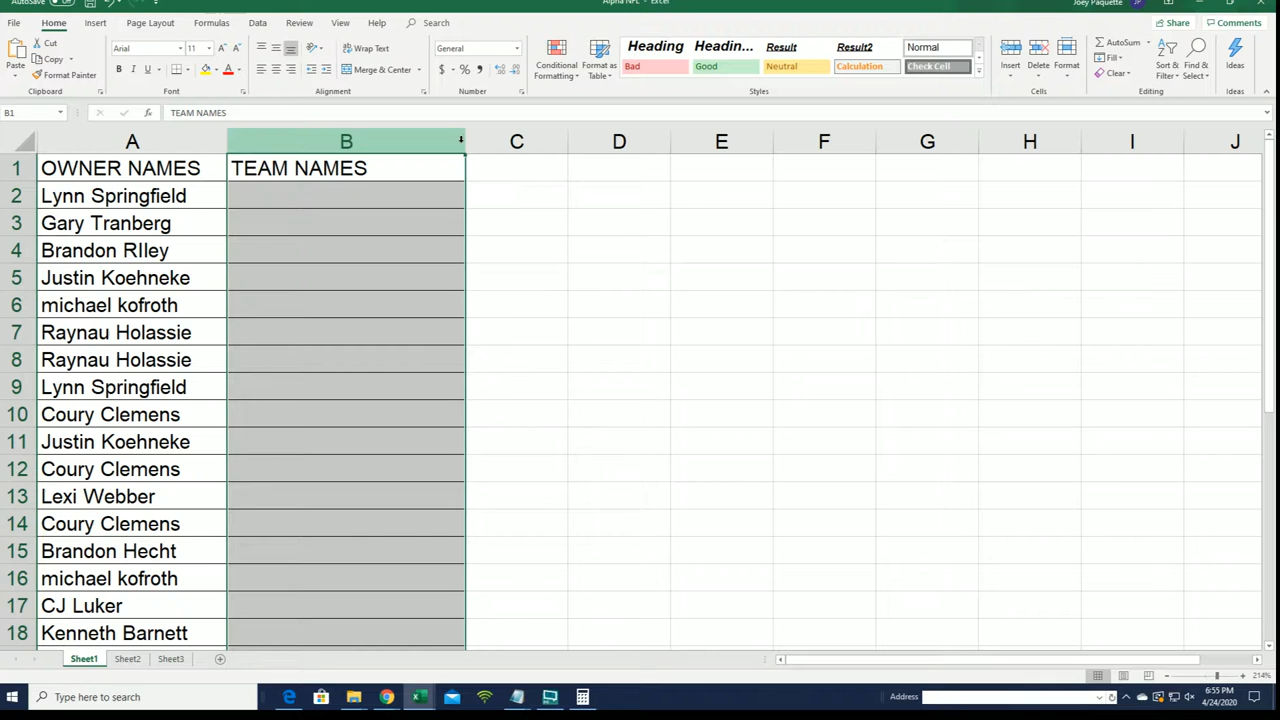 AutoSave Off Alpha NFL - Excel Joey Paquette JP
File Home Insert Page Layout Formulas Data Review View Help Search Share Comments
Paste Cut Copy Format Painter Clipboard
Arial 11 A A B I U A Font
Wrap Text Merge & Center Alignment
General $ % , Number
Conditional Formatting Format as Table
Heading Headin... Result Result2 Normal
Bad Good Neutral Calculation Check Cell
Styles
Insert Delete Format Cells
AutoSum Fill Clear Sort & Filter Find & Select Editing
Ideas Ideas
B1 fx TEAM NAMES
A B C D E F G H I J
1 OWNER NAMES TEAM NAMES
2 Lynn Springfield
3 Gary Tranberg
4 Brandon RIley
5 Justin Koehneke
6 michael kofroth
7 Raynau Holassie
8 Raynau Holassie
9 Lynn Springfield
10 Coury Clemens
11 Justin Koehneke
12 Coury Clemens
13 Lexi Webber
14 Coury Clemens
15 Brandon Hecht
16 michael kofroth
17 CJ Luker
18 Kenneth Barnett
Sheet1 Sheet2 Sheet3
214%
Type here to search Address 6:55 PM
4/24/2020